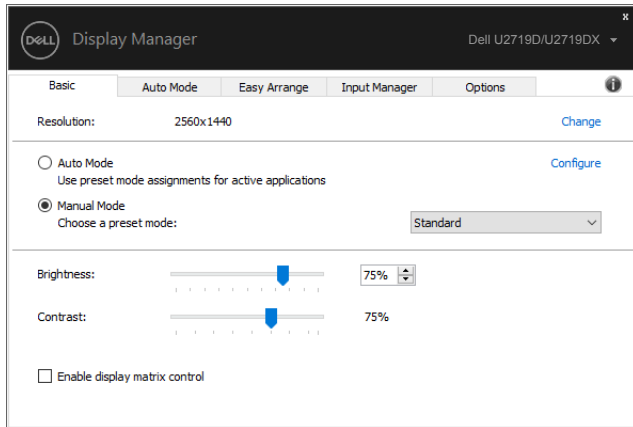 x
DELL Display Manager Dell U2719D/U2719DX
Basic Auto Mode Easy Arrange Input Manager Options i
Resolution: 2560x1440 Change
Auto Mode Configure
Use preset mode assignments for active applications
Manual Mode
Choose a preset mode: Standard
Brightness: 75%
Contrast: 75%
Enable display matrix control